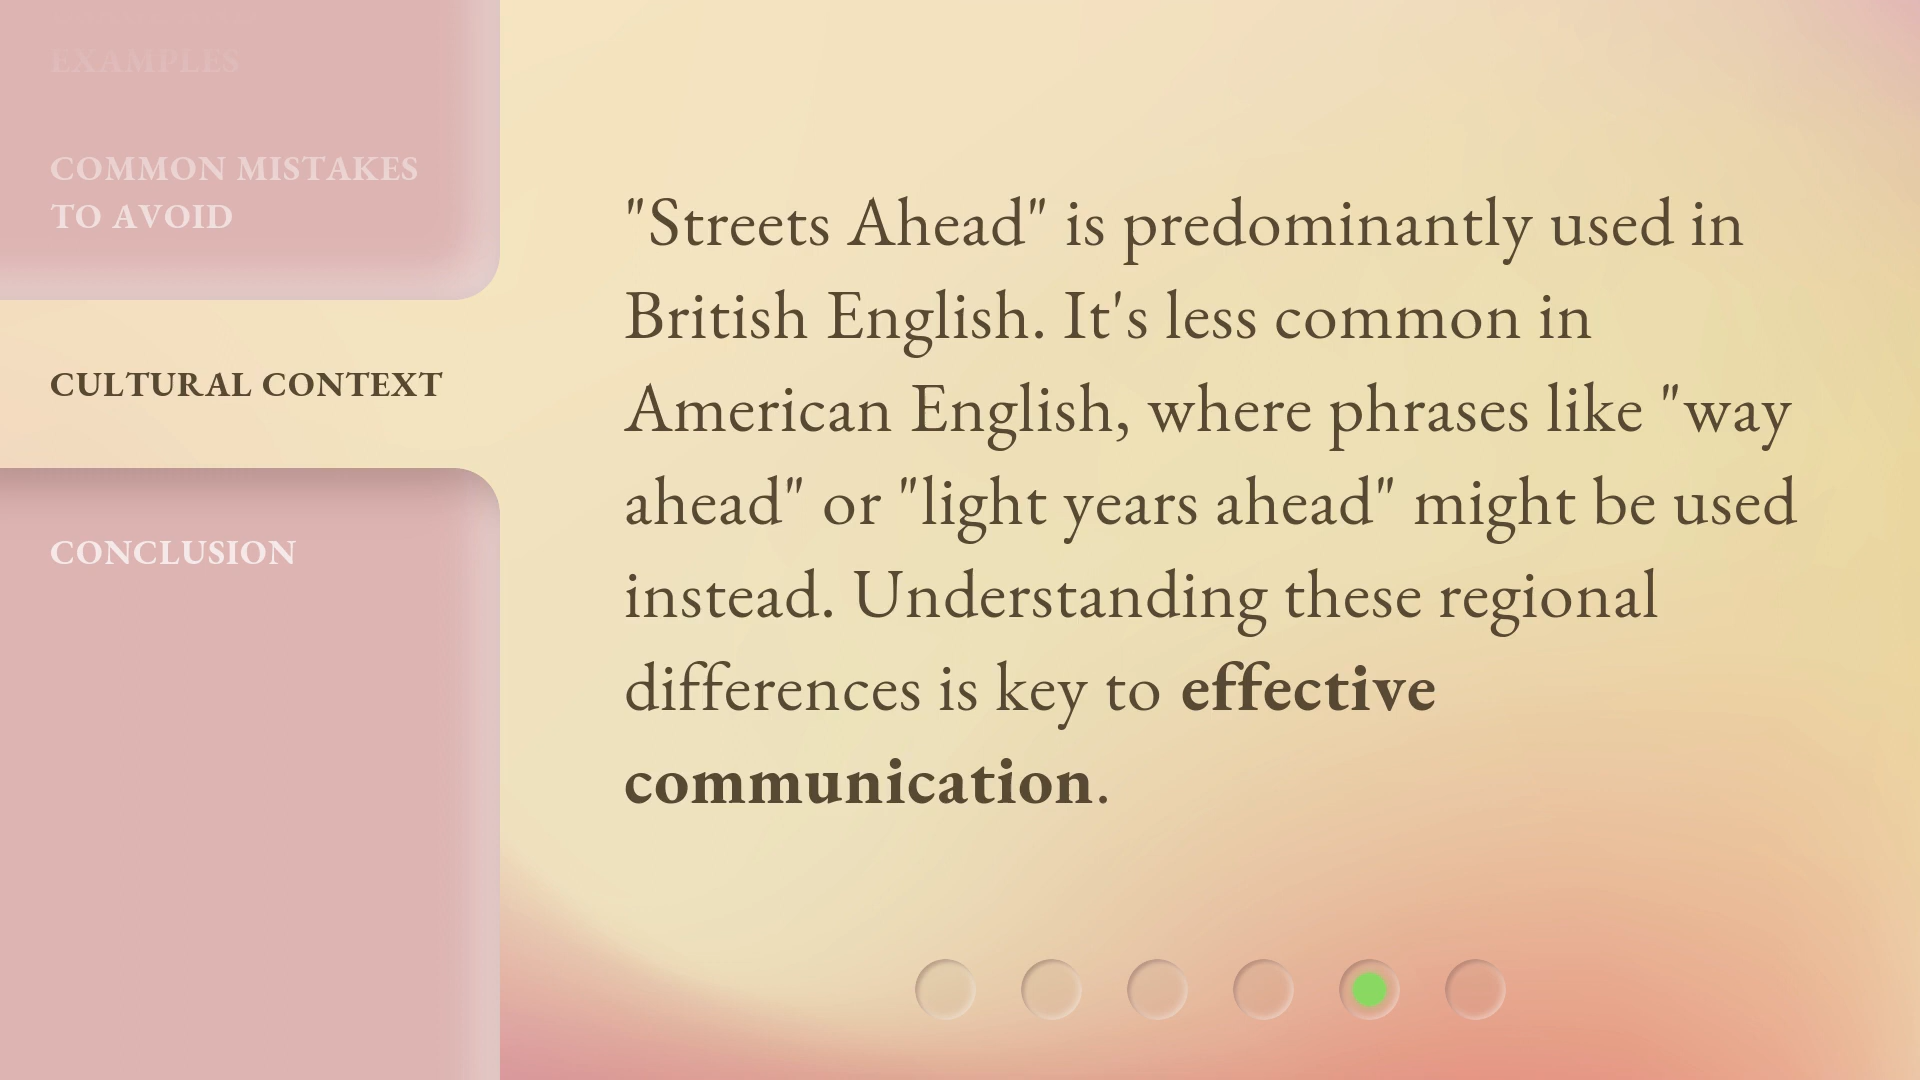 EXAMPLES
COMMON MISTAKES
TO AVOID
CULTURAL CONTEXT
CONCLUSION
"Streets Ahead" is predominantly used in
British English. It's less common in
American English, where phrases like "way
ahead" or "light years ahead" might be used
instead. Understanding these regional
differences is key to effective
communication.